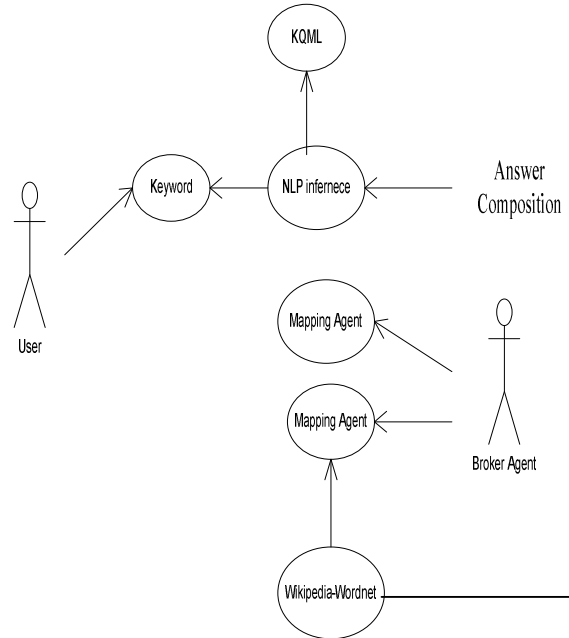 KQML
Keyword
NLP infernece
Answer
Composition
User
Mapping Agent
Mapping Agent
Broker Agent
Wikipedia-Wordnet